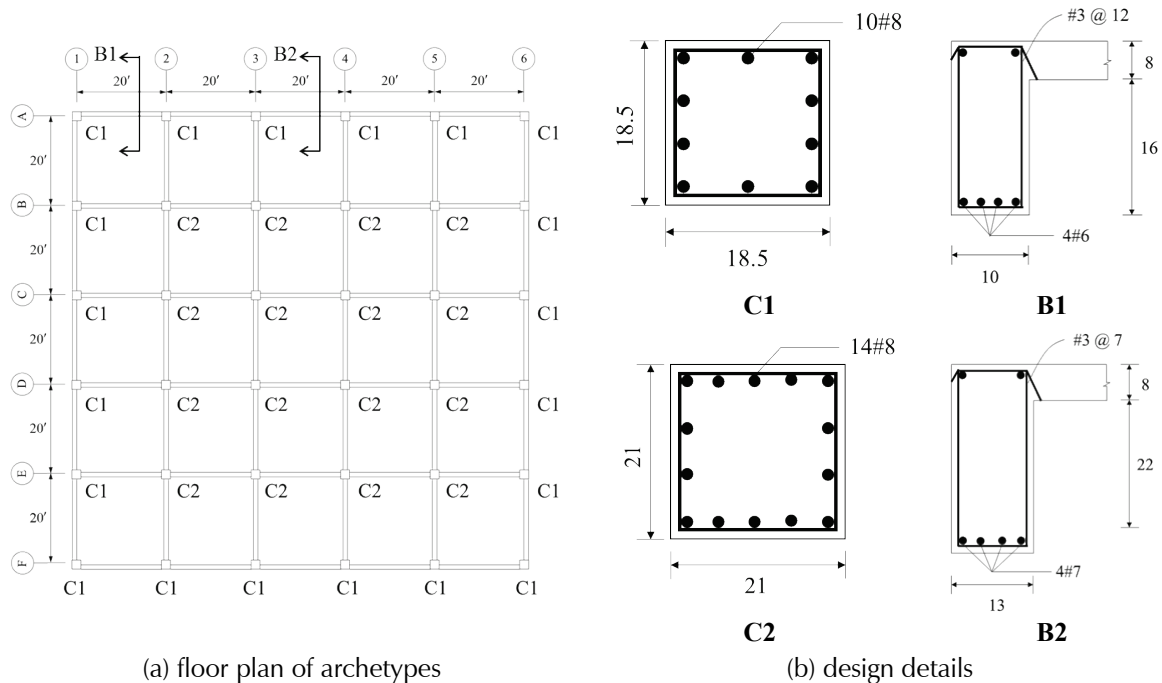 B1 B2
1 2 3 4 5 6
20′ 20′ 20′ 20′ 20′
A
C1 C1 C1 C1 C1 C1
20′
B
C1 C2 C2 C2 C2 C1
20′
C
C1 C2 C2 C2 C2 C1
20′
D
C1 C2 C2 C2 C2 C1
20′
E
C1 C2 C2 C2 C2 C1
20′
F
C1 C1 C1 C1 C1 C1
(a) floor plan of archetypes
10#8
18.5
18.5
C1
#3 @ 12
8
16
4#6
10
B1
14#8
21
21
C2
#3 @ 7
8
22
4#7
13
B2
(b) design details